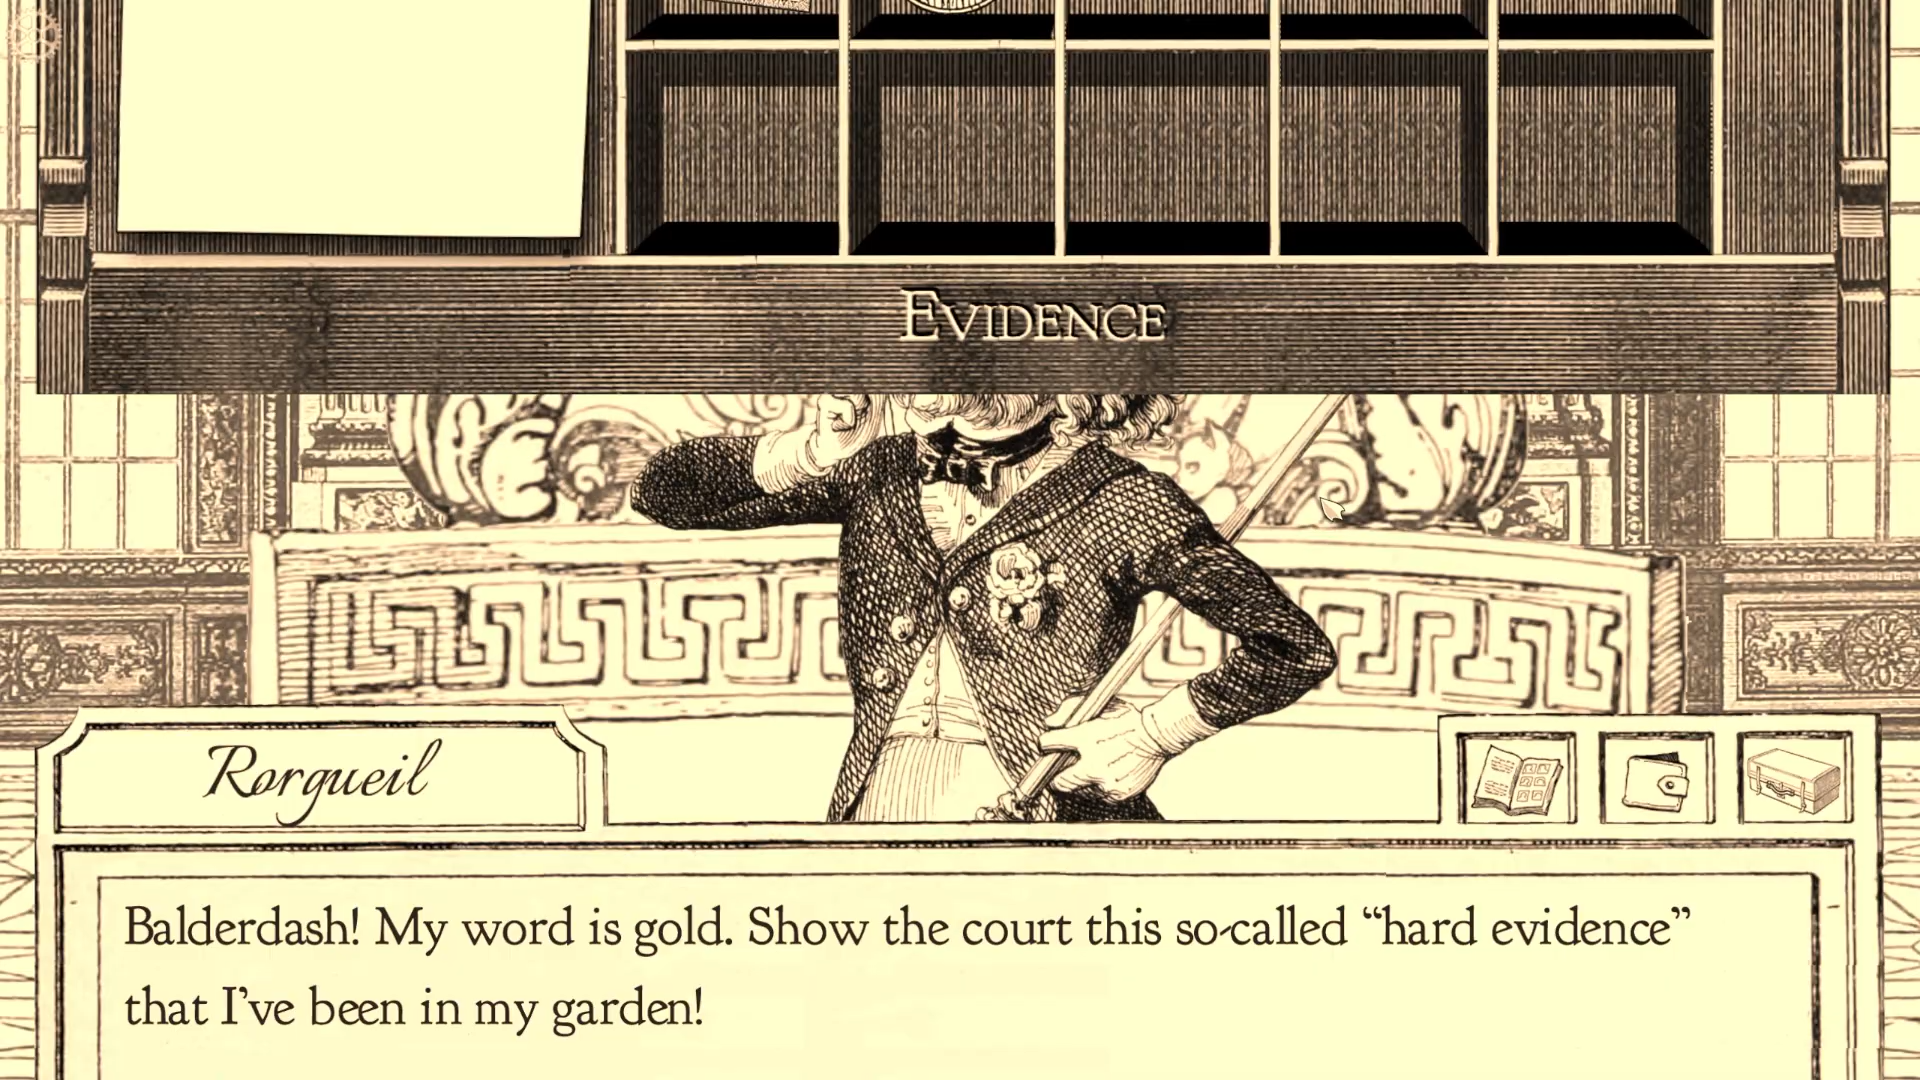 EVIDENCE
Rorgueil
Balderdash! My word is gold. Show the court this so-called “hard evidence”
that I’ve been in my garden!